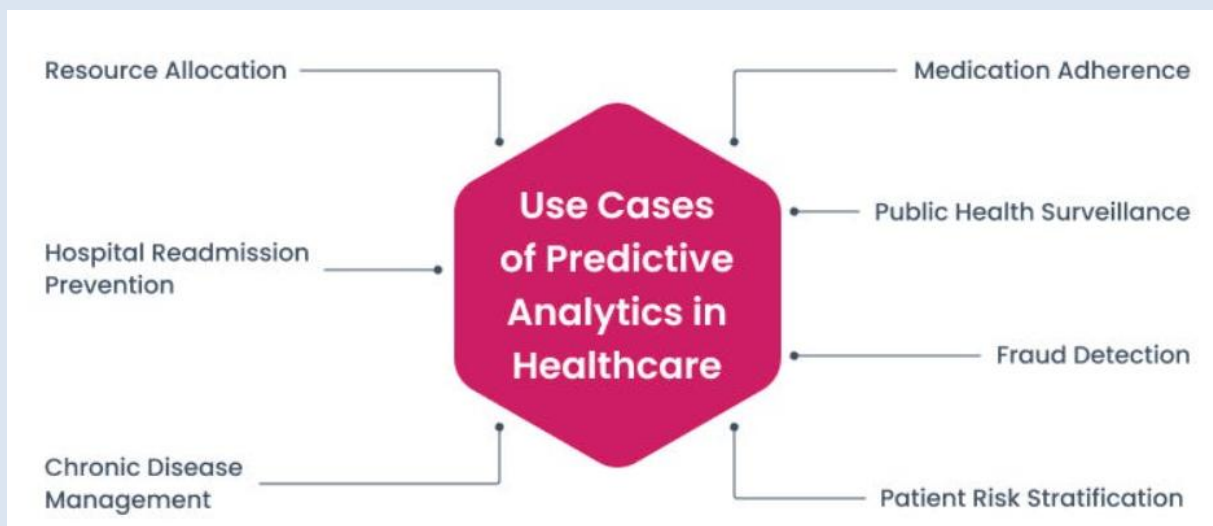 Resource Allocation
Hospital Readmission
Prevention
Chronic Disease
Management
Use Cases
of Predictive
Analytics in
Healthcare
Medication Adherence
Public Health Surveillance
Fraud Detection
Patient Risk Stratification